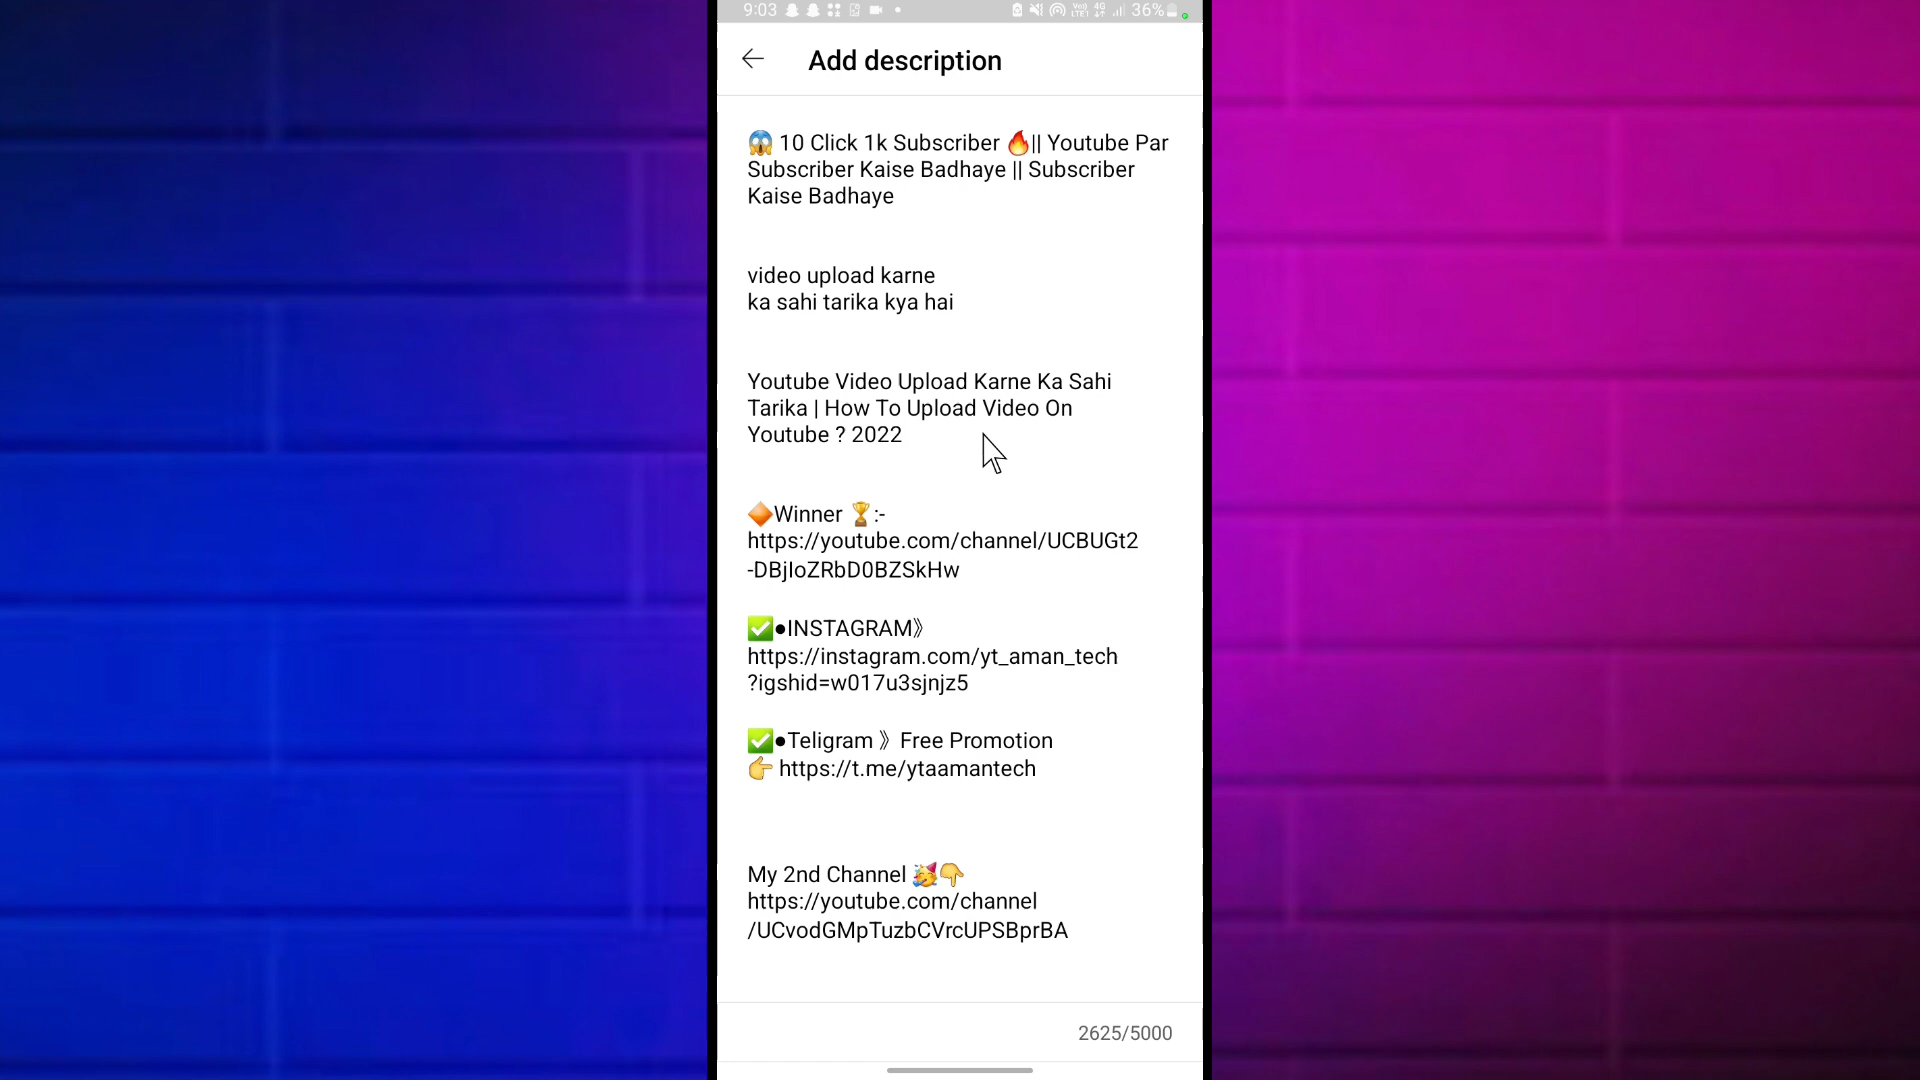 9:03
36%
Add description
😱 10 Click 1k Subscriber 🔥|| Youtube Par
Subscriber Kaise Badhaye || Subscriber
Kaise Badhaye
video upload karne
ka sahi tarika kya hai
Youtube Video Upload Karne Ka Sahi
Tarika | How To Upload Video On
Youtube ? 2022
🔶Winner 🏆:-
https://youtube.com/channel/UCBUGt2
-DBjIoZRbD0BZSkHw
✅●INSTAGRAM》
https://instagram.com/yt_aman_tech
?igshid=w017u3sjnjz5
✅●Teligram 》Free Promotion
👉 https://t.me/ytaamantech
My 2nd Channel 🥳👇
https://youtube.com/channel
/UCvodGMpTuzbCVrcUPSBprBA
2625/5000